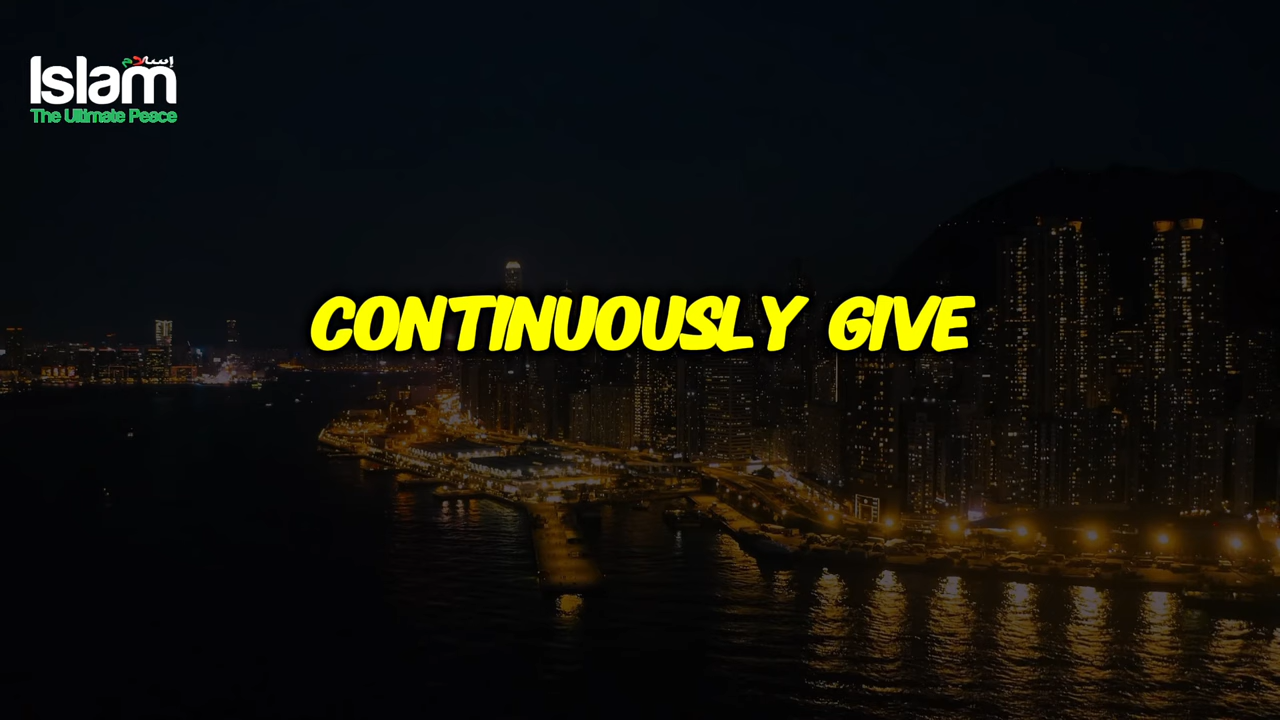 إسلام
Islam
The Ultimate Peace
CONTINUOUSLY GIVE